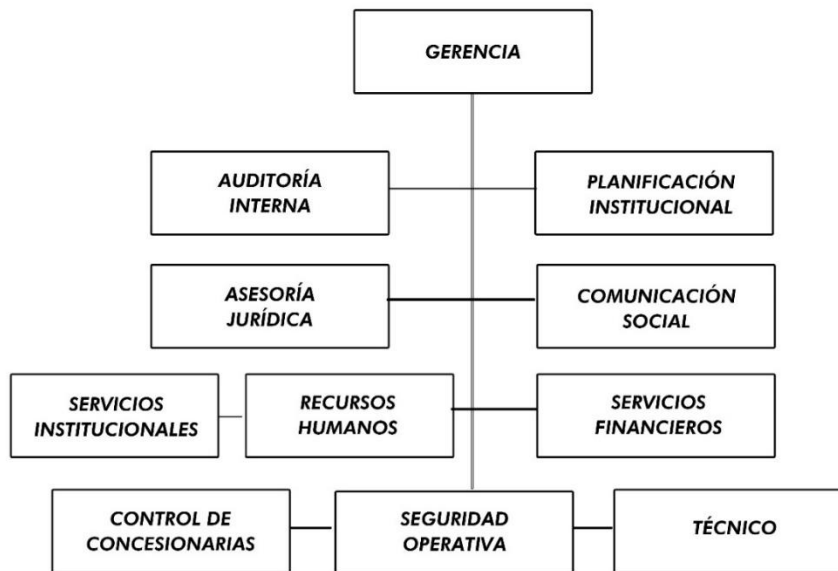 GERENCIA
AUDITORÍA
INTERNA
PLANIFICACIÓN
INSTITUCIONAL
ASESORÍA
JURÍDICA
COMUNICACIÓN
SOCIAL
SERVICIOS
INSTITUCIONALES
RECURSOS
HUMANOS
SERVICIOS
FINANCIEROS
CONTROL DE
CONCESIONARIAS
SEGURIDAD
OPERATIVA
TÉCNICO